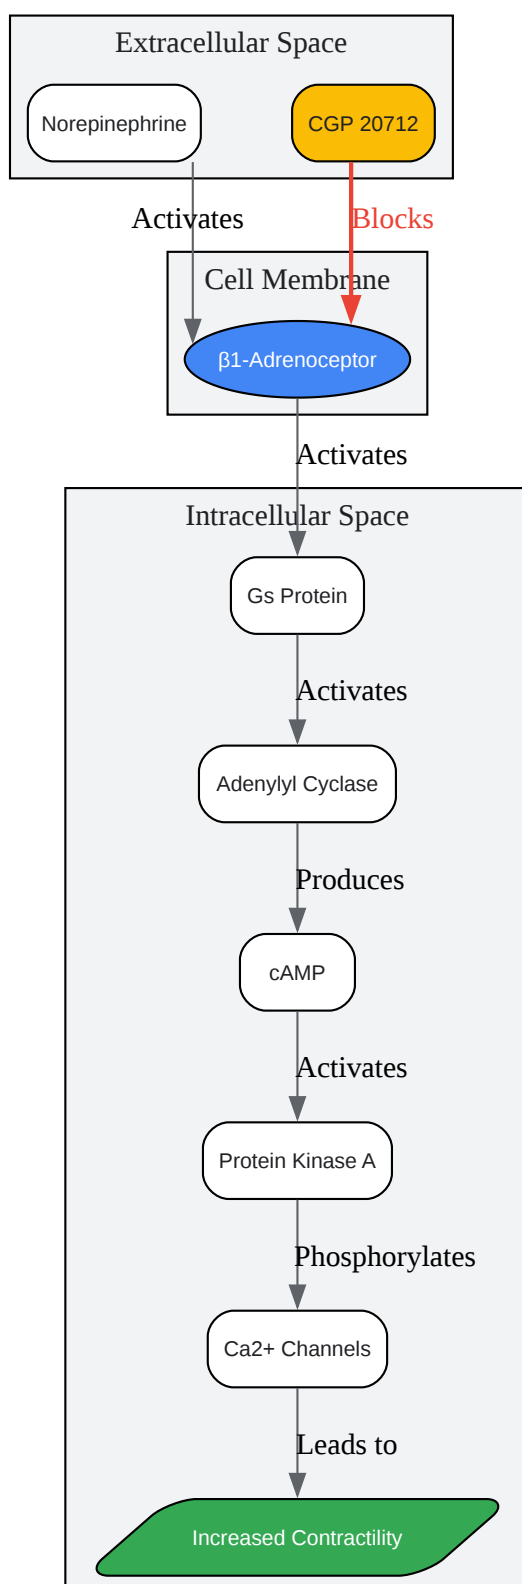 Extracellular Space
Norepinephrine
CGP 20712
Activates
Blocks
Cell Membrane
β1-Adrenoceptor
Activates
Intracellular Space
Gs Protein
Activates
Adenylyl Cyclase
Produces
cAMP
Activates
Protein Kinase A
Phosphorylates
Ca2+ Channels
Leads to
Increased Contractility